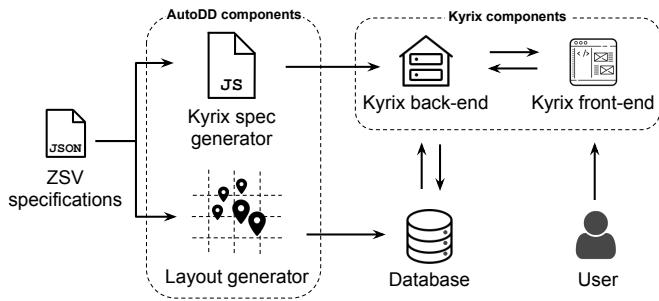 AutoDD components
Kyrix components
JS
</>
Kyrix spec
generator
Kyrix back-end
Kyrix front-end
JSON
ZSV
specifications
Layout generator
Database
User